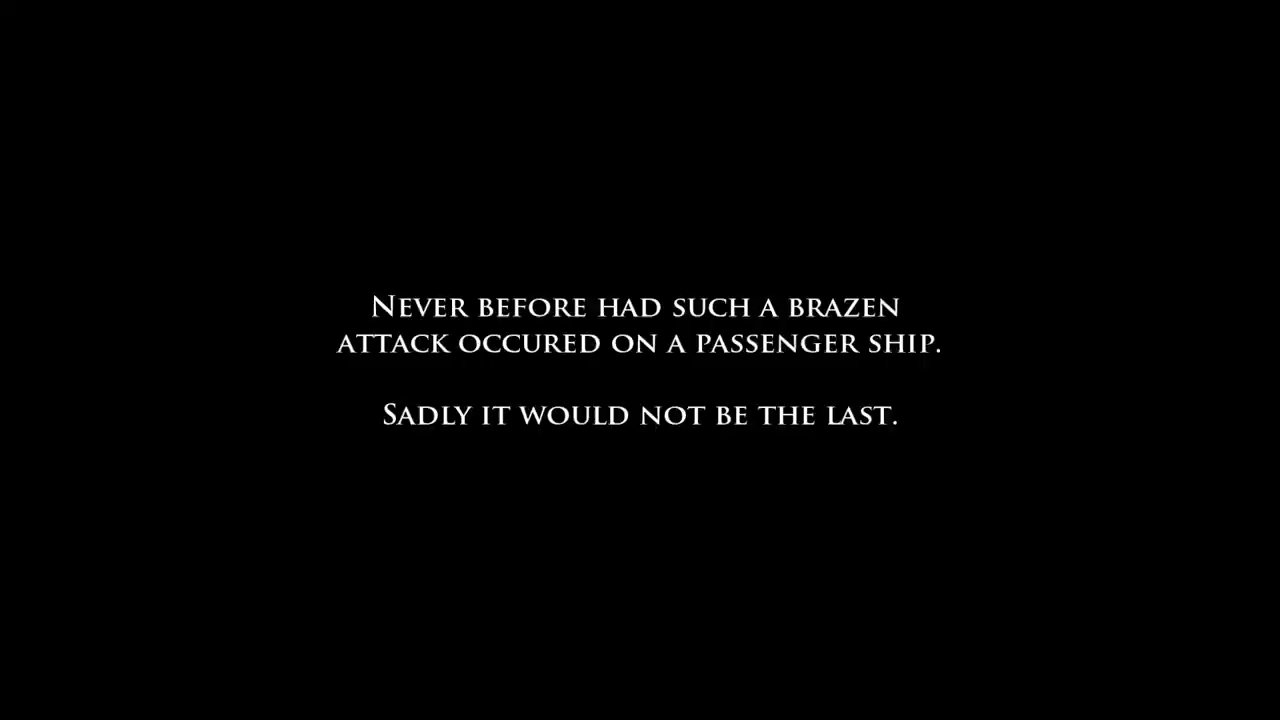 Never before had such a brazen
attack occured on a passenger ship.
Sadly it would not be the last.